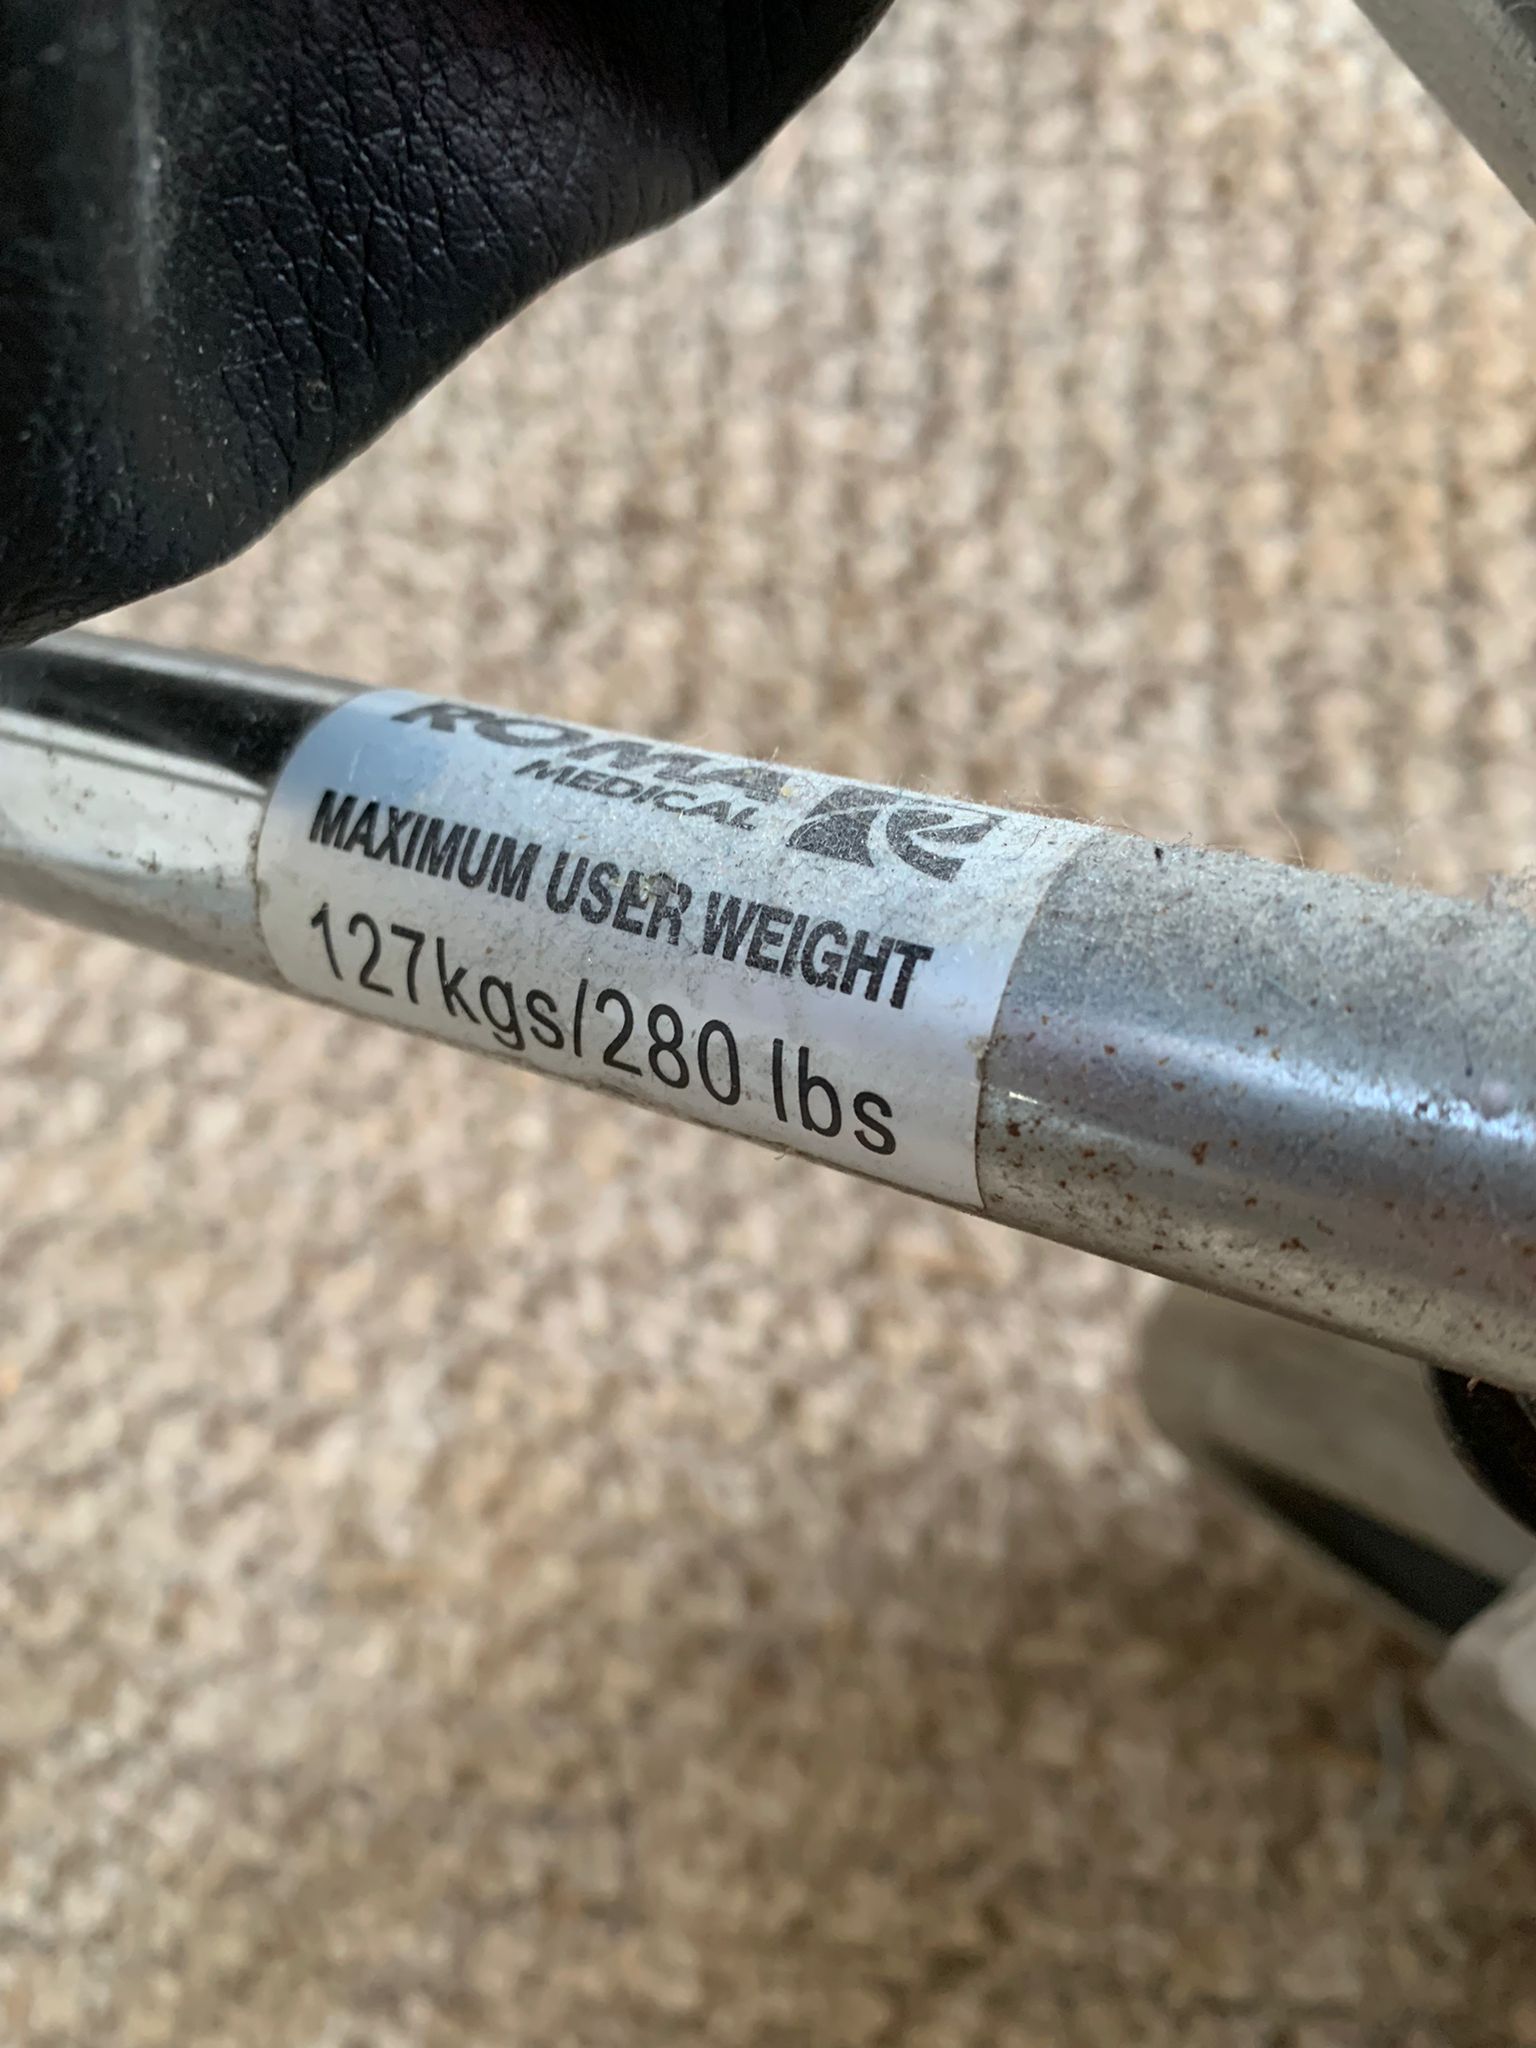 ROMA
MEDICAL
MAXIMUM USER WEIGHT
127kgs/280 lbs